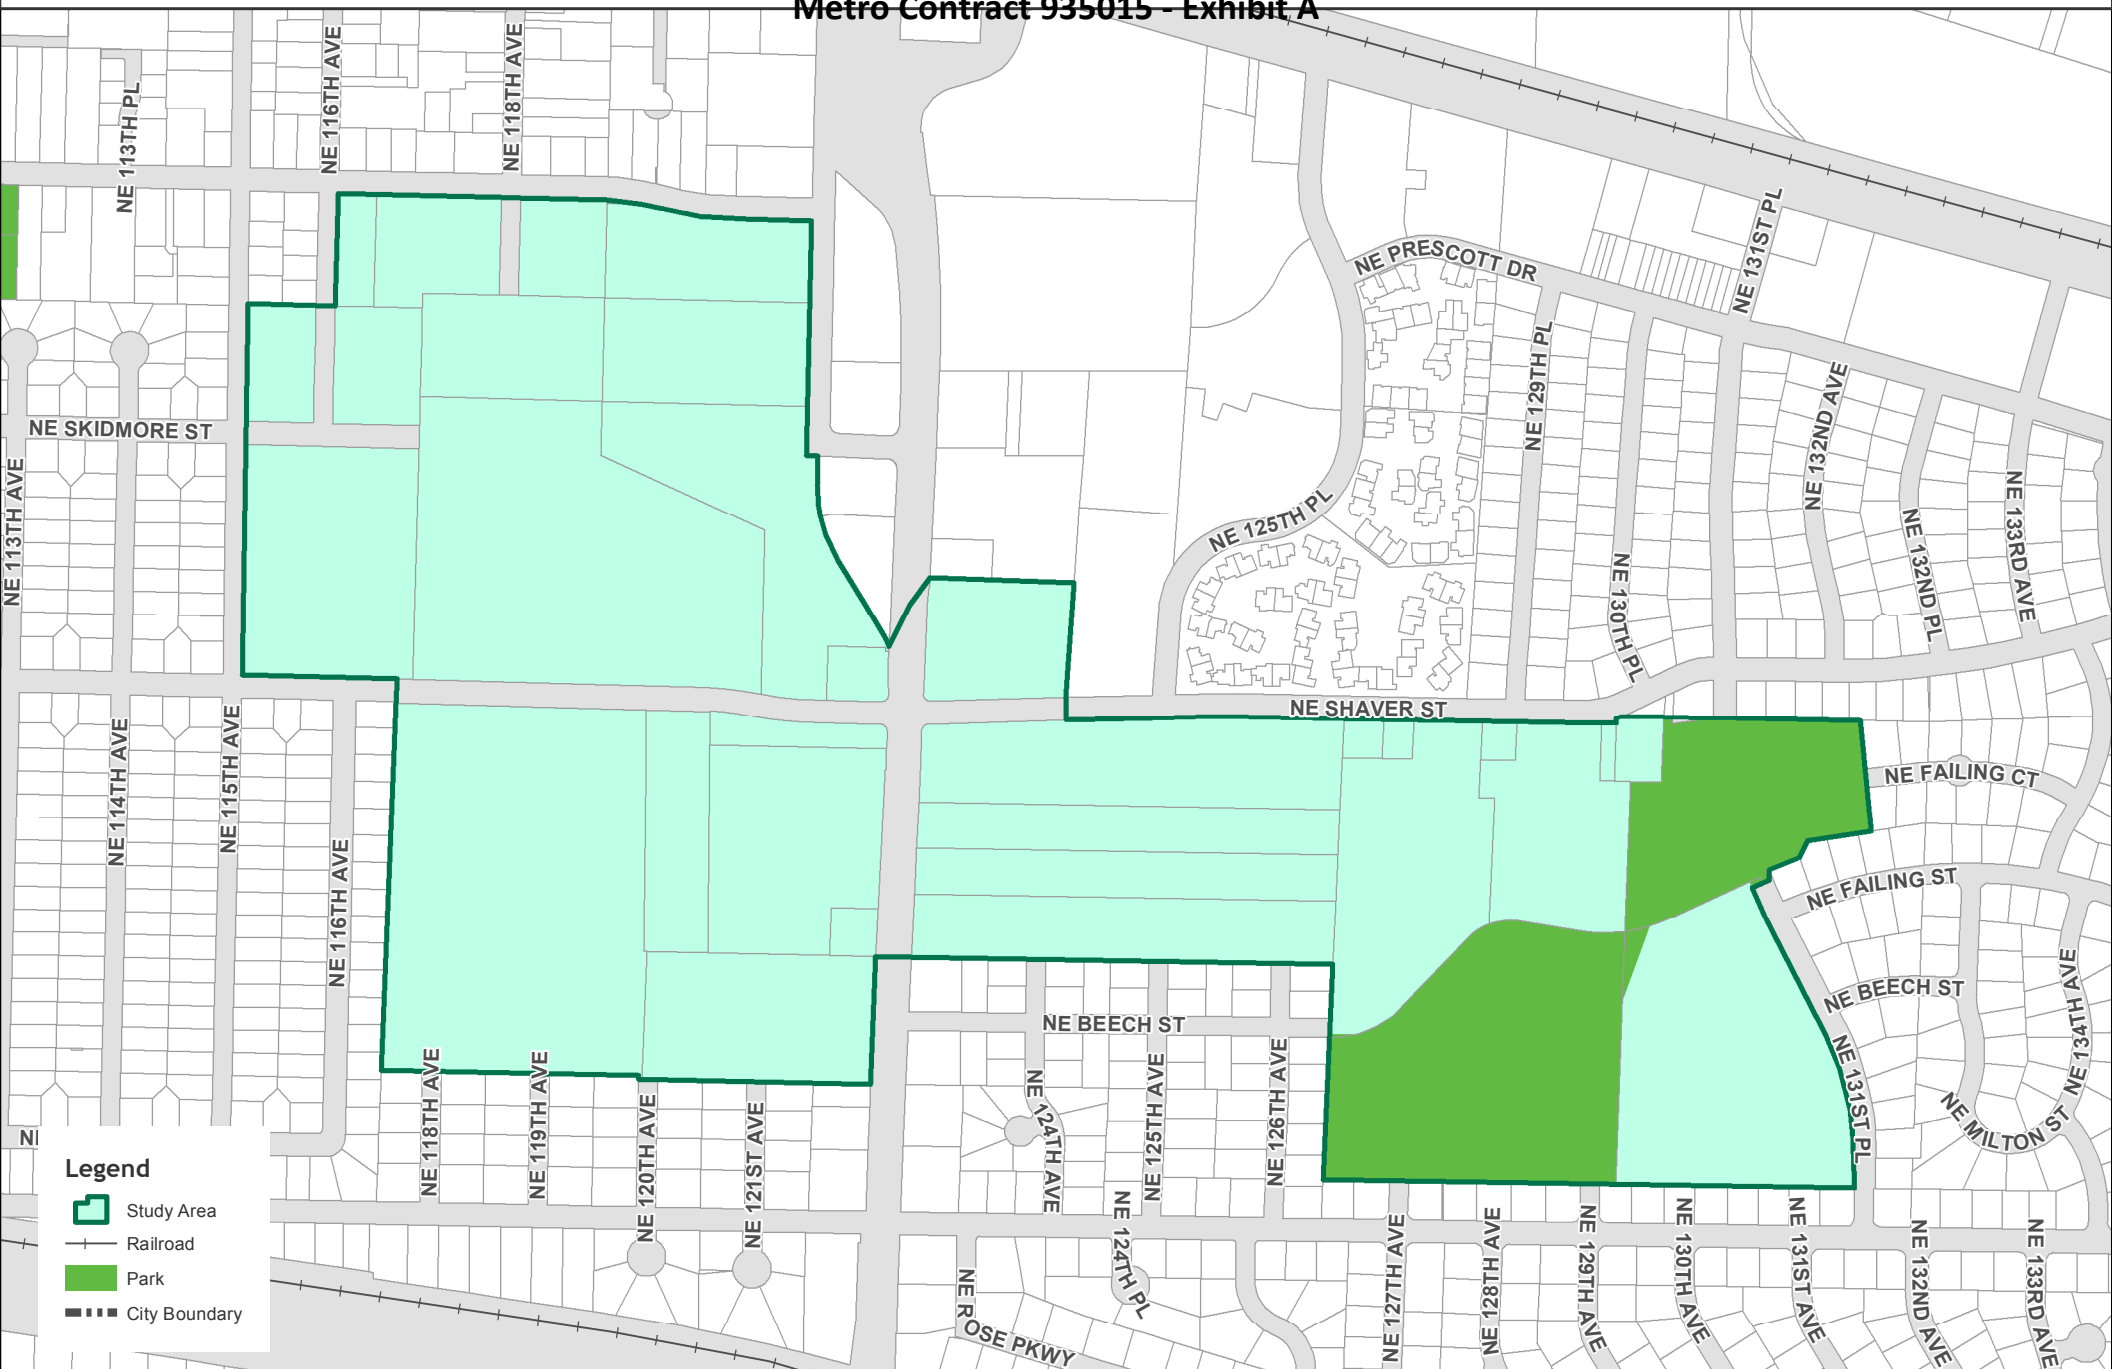 Metro Contract 935015 - Exhibit A
NE 116TH AVE
NE 118TH AVE
NE 113TH PL
NE 131ST PL
NE PRESCOTT DR
NE 129TH PL
NE 132ND AVE
NE SKIDMORE ST
NE 113TH AVE
NE 125TH PL
NE 133RD AVE
NE 132ND PL
NE 130TH PL
NE SHAVER ST
NE 114TH AVE
NE 115TH AVE
NE FAILING CT
NE 116TH AVE
NE FAILING ST
NE BEECH ST
NE 134TH AVE
NE BEECH ST
NE 131ST PL
NE MILTON ST
NE 118TH AVE
NE 119TH AVE
NE 120TH AVE
NE 121ST AVE
NE 124TH AVE
NE 125TH AVE
NE 126TH AVE
NE 124TH PL
NE 127TH AVE
NE 128TH AVE
NE 129TH AVE
NE 130TH AVE
NE 131ST AVE
NE 132ND AVE
NE 133RD AVE
NE ROSE PKWY
Legend
Study Area
Railroad
Park
City Boundary